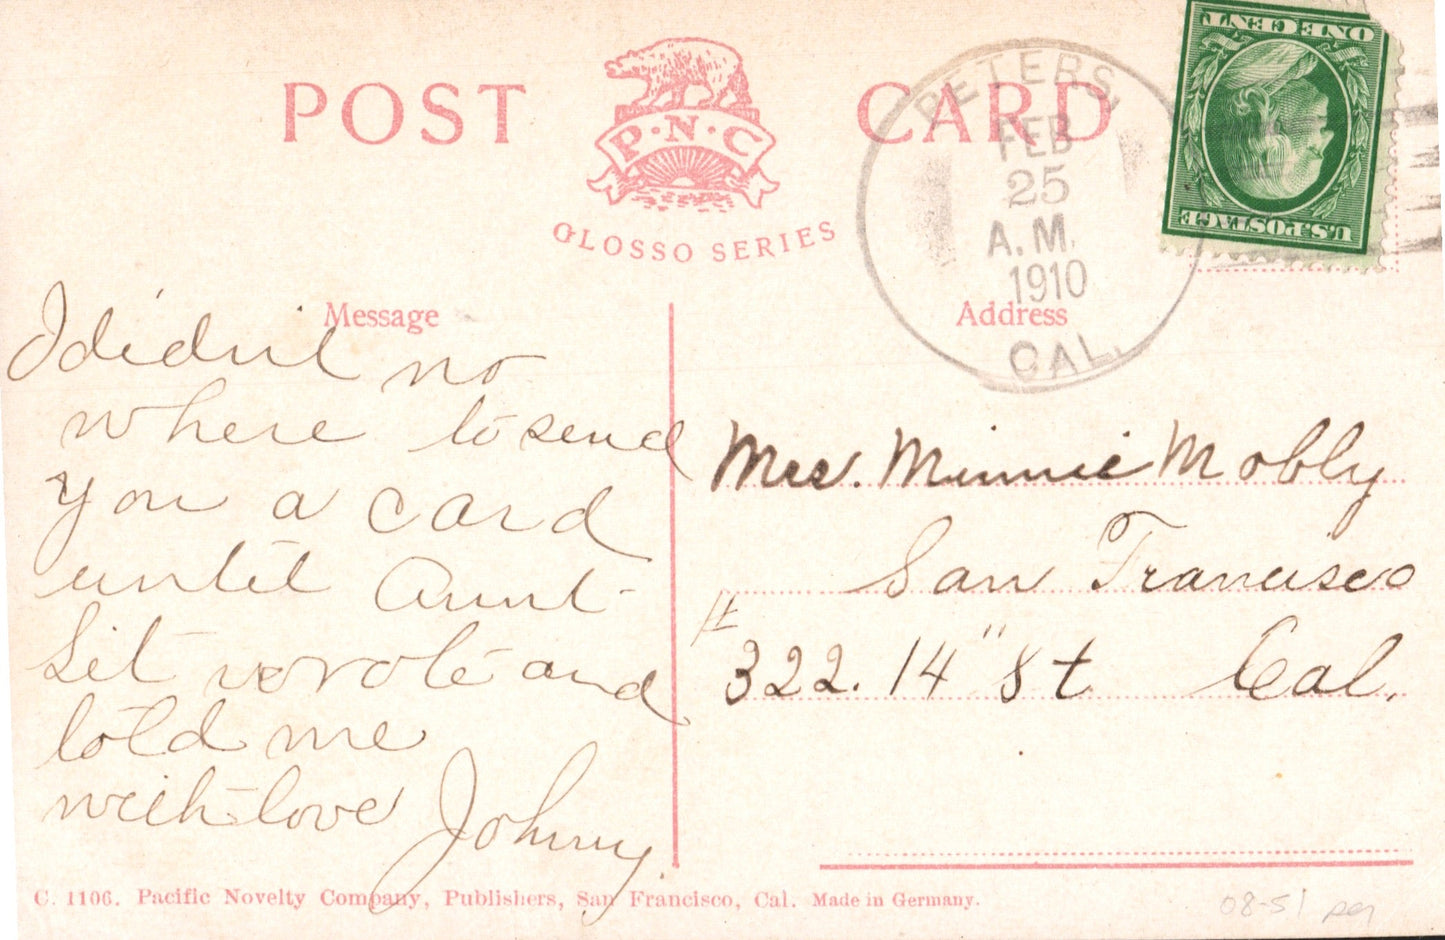 POST CARD
P·N·C
GLOSSO SERIES
PETERS,
FEB
25
A.M.
1910
CAL.
ONE CENT
U.S. POSTAGE
Message
I didnt no
where to send
you a card
until Aunt
Lit wrote and
told me
with love Johnny.
Address
Mrs. Minnie Mobly
San Francisco
#322. 14" St Cal.
C. 1106. Pacific Novelty Company, Publishers, San Francisco, Cal. Made in Germany.
08-51